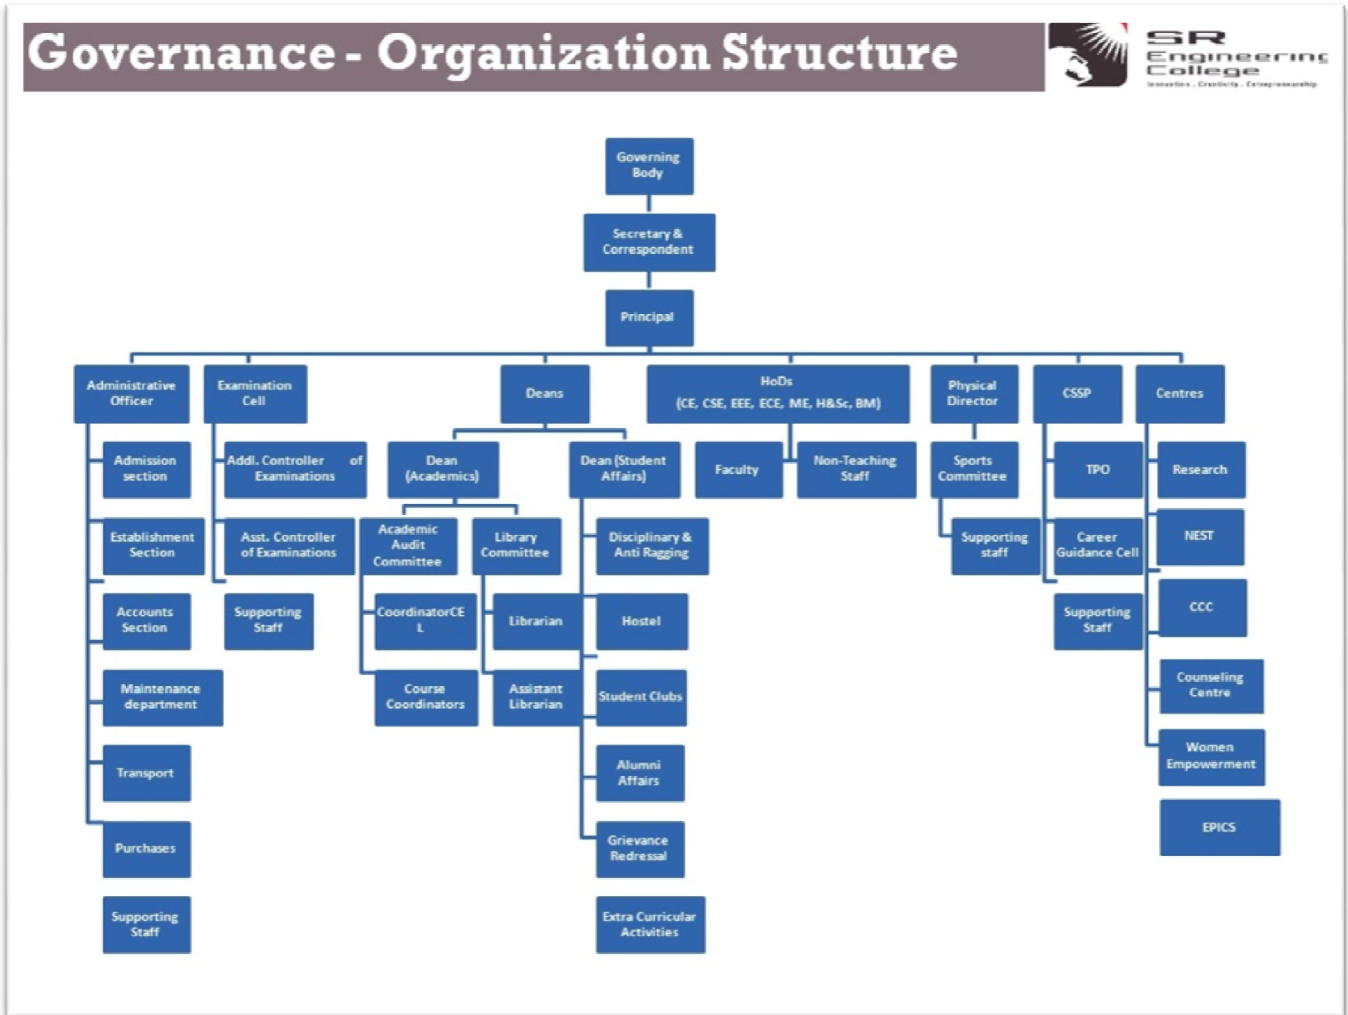 Governance - Organization Structure
SR
Engineering
College
Innovation . Creativity . Entrepreneurship
Governing
Body
Secretary &
Correspondent
Principal
Administrative
Officer
Examination
Cell
Deans
HoDs
(CE, CSE, EEE, ECE, ME, H&Sc, BM)
Physical
Director
CSSP
Centres
Admission
section
Establishment
Section
Accounts
Section
Maintenance
department
Transport
Purchases
Supporting
Staff
Addl. Controller of
Examinations
Asst. Controller
of Examinations
Supporting
Staff
Dean
(Academics)
Academic
Audit
Committee
CoordinatorCE
L
Course
Coordinators
Library
Committee
Librarian
Assistant
Librarian
Dean (Student
Affairs)
Disciplinary &
Anti Ragging
Hostel
Student Clubs
Alumni
Affairs
Grievance
Redressal
Extra Curricular
Activities
Faculty
Non-Teaching
Staff
Sports
Committee
Supporting
staff
TPO
Career
Guidance Cell
Supporting
Staff
Research
NEST
CCC
Counseling
Centre
Women
Empowerment
EPICS